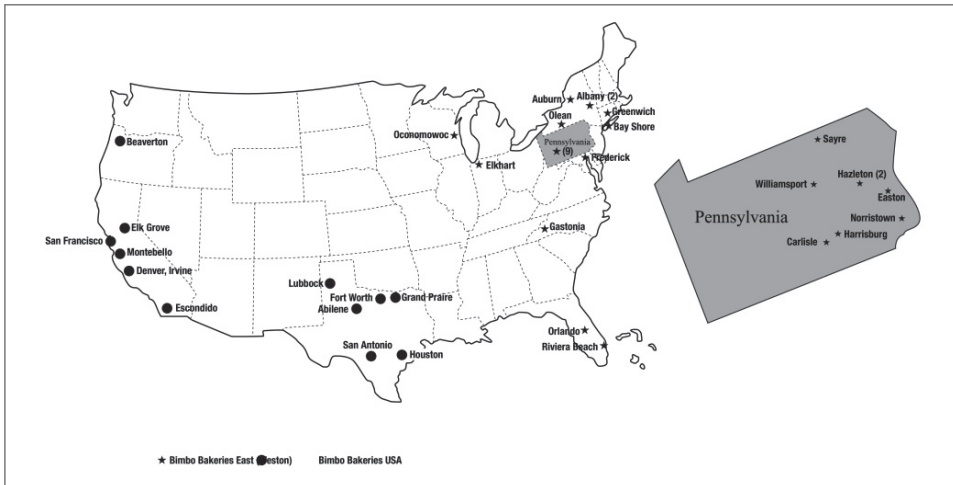 Auburn
Albany (2)
Olean
Greenwich
Bay Shore
Oconomowoc
Pennsylvania
(9)
Frederick
Elkhart
Beaverton
Gastonia
Elk Grove
San Francisco
Montebello
Denver, Irvine
Escondido
Lubbock
Fort Worth
Grand Praire
Abilene
San Antonio
Houston
Orlando
Riviera Beach
Sayre
Hazleton (2)
Williamsport
Easton
Pennsylvania
Norristown
Harrisburg
Carlisle
Bimbo Bakeries East (eston) Bimbo Bakeries USA